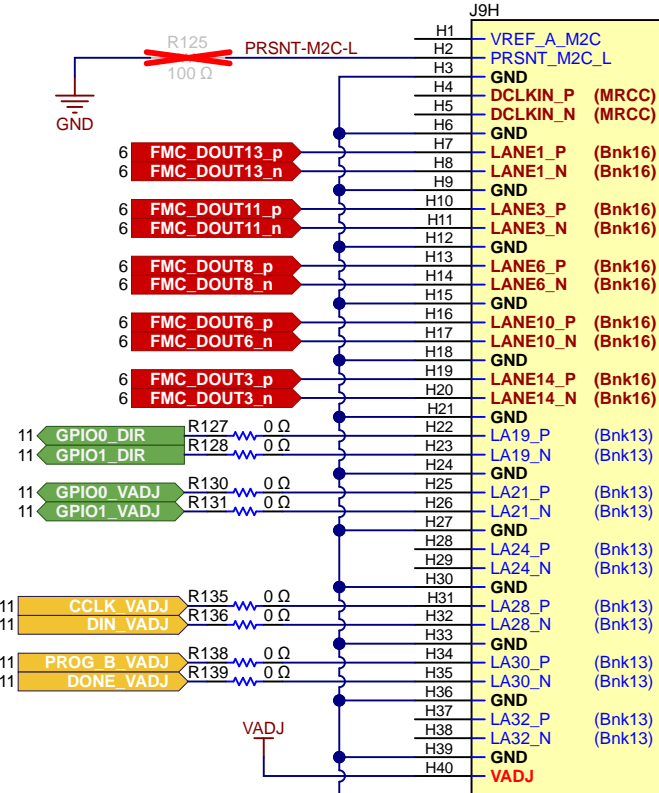 J9H
H1 VREF_A_M2C
R125 100 Ω PRSNT-M2C-L H2 PRSNT_M2C_L
GND
H3 GND
H4 DCLKIN_P (MRCC)
H5 DCLKIN_N (MRCC)
H6 GND
6 FMC_DOUT13_p H7 LANE1_P (Bnk16)
6 FMC_DOUT13_n H8 LANE1_N (Bnk16)
H9 GND
6 FMC_DOUT11_p H10 LANE3_P (Bnk16)
6 FMC_DOUT11_n H11 LANE3_N (Bnk16)
H12 GND
6 FMC_DOUT8_p H13 LANE6_P (Bnk16)
6 FMC_DOUT8_n H14 LANE6_N (Bnk16)
H15 GND
6 FMC_DOUT6_p H16 LANE10_P (Bnk16)
6 FMC_DOUT6_n H17 LANE10_N (Bnk16)
H18 GND
6 FMC_DOUT3_p H19 LANE14_P (Bnk16)
6 FMC_DOUT3_n H20 LANE14_N (Bnk16)
H21 GND
11 GPIO0_DIR R127 0 Ω H22 LA19_P (Bnk13)
11 GPIO1_DIR R128 0 Ω H23 LA19_N (Bnk13)
H24 GND
11 GPIO0_VADJ R130 0 Ω H25 LA21_P (Bnk13)
11 GPIO1_VADJ R131 0 Ω H26 LA21_N (Bnk13)
H27 GND
H28 LA24_P (Bnk13)
H29 LA24_N (Bnk13)
H30 GND
11 CCLK_VADJ R135 0 Ω H31 LA28_P (Bnk13)
11 DIN_VADJ R136 0 Ω H32 LA28_N (Bnk13)
H33 GND
11 PROG_B_VADJ R138 0 Ω H34 LA30_P (Bnk13)
11 DONE_VADJ R139 0 Ω H35 LA30_N (Bnk13)
H36 GND
H37 LA32_P (Bnk13)
H38 LA32_N (Bnk13)
H39 GND
VADJ H40 VADJ